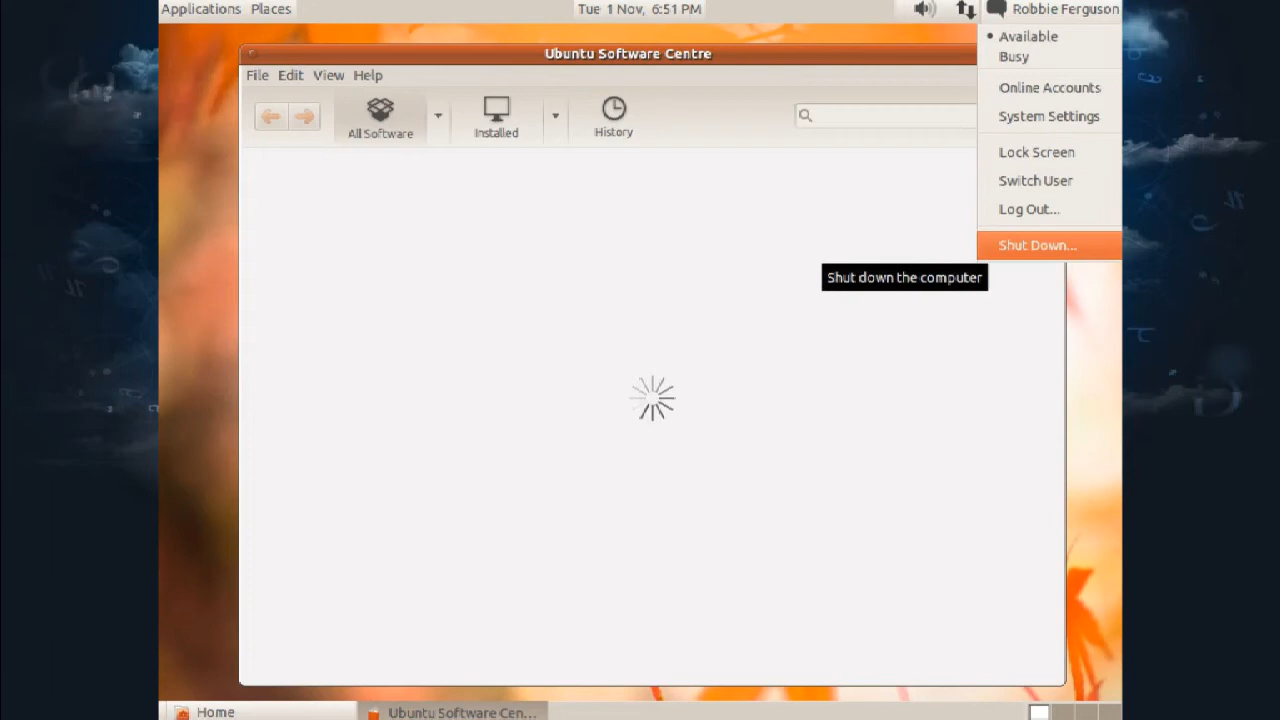 Applications Places
Tue 1 Nov, 6:51 PM
Robbie Ferguson
Available
Busy
Online Accounts
System Settings
Lock Screen
Switch User
Log Out...
Shut Down...
Shut down the computer
Ubuntu Software Centre
File Edit View Help
All Software
Installed
History
Home
Ubuntu Software Cen...